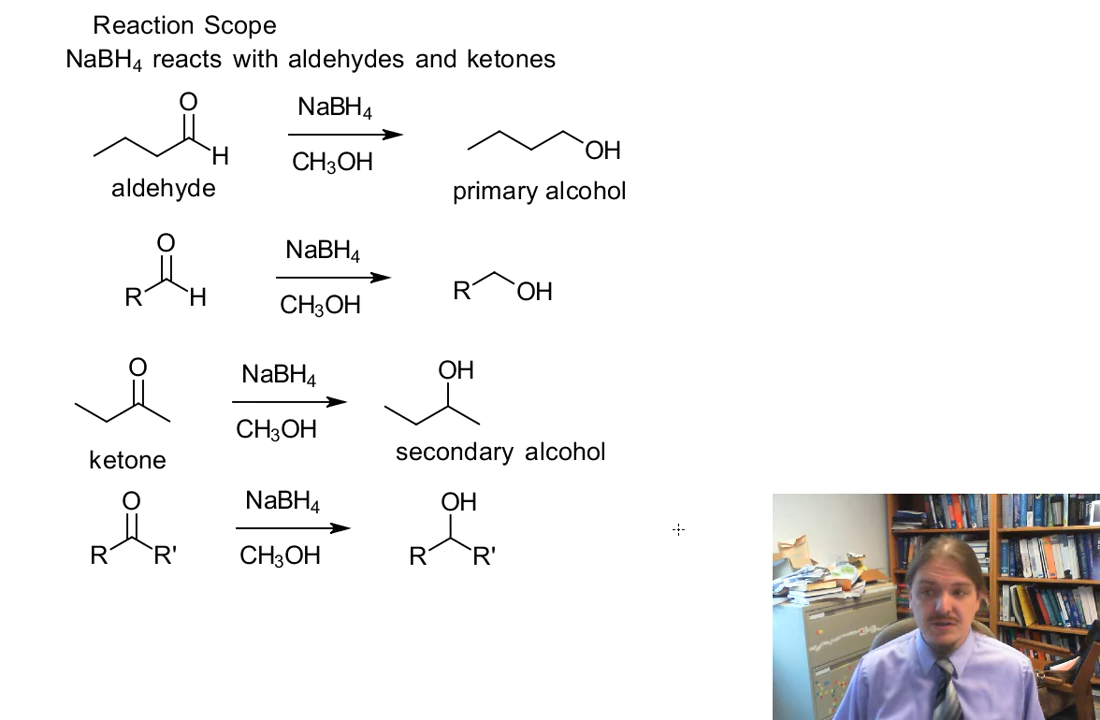 Reaction Scope
NaBH4 reacts with aldehydes and ketones
O
H
NaBH4
CH3OH
OH
aldehyde
primary alcohol
O
R
H
NaBH4
CH3OH
R
OH
O
NaBH4
CH3OH
OH
ketone
secondary alcohol
O
R
R'
NaBH4
CH3OH
OH
R
R'